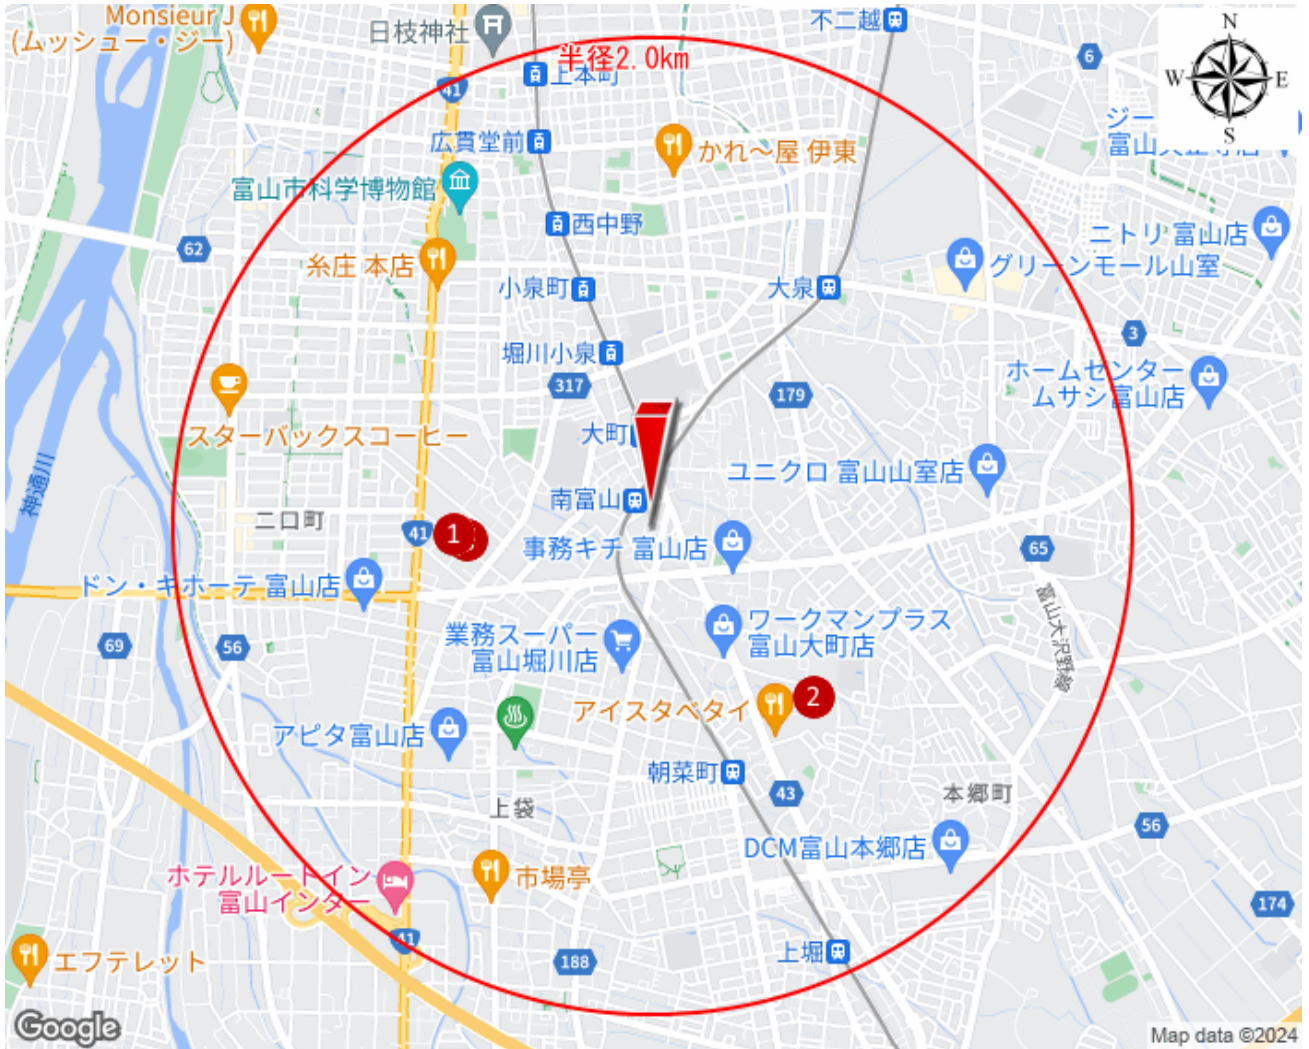 Monsieur J
(ムッシュー・ジー)
日枝神社
不二越
N
W
E
S
6
半径2.0km
上本町
41
広貫堂前
かれ〜屋 伊東
ジー
富山市科学博物館
西中野
62
糸庄 本店
ニトリ 富山店
グリーンモール山室
小泉町
大泉
3
堀川小泉
317
179
ホームセンター
ムサシ富山店
スターバックスコーヒー
大町
ユニクロ 富山山室店
神通川
南富山
二口町
41
1
事務キチ 富山店
65
ドン・キホーテ 富山店
富山大沢野線
69
56
業務スーパー
富山堀川店
ワークマンプラス
富山大町店
アイスタベタイ
2
アピタ富山店
朝菜町
43
本郷町
上袋
56
DCM富山本郷店
ホテルルートイン
富山インター
市場亭
174
41
188
上堀
エフテレット
Google
Map data ©2024